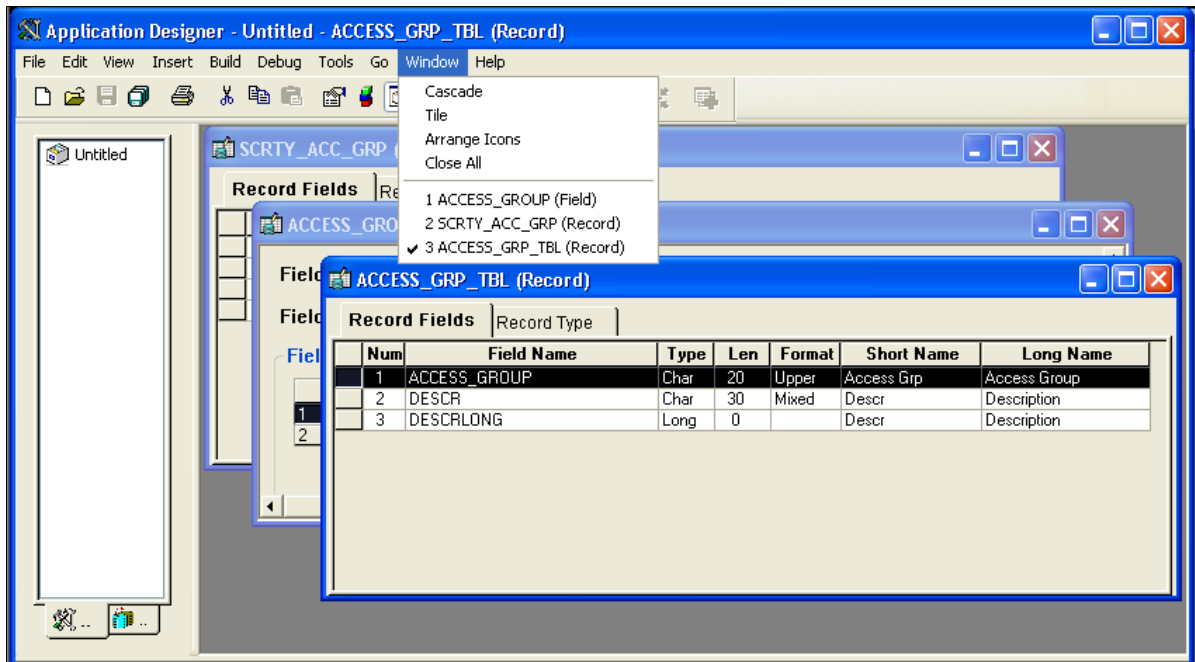 Application Designer - Untitled - ACCESS_GRP_TBL (Record)
File Edit View Insert Build Debug Tools Go Window Help
Cascade
Tile
Arrange Icons
Close All
1 ACCESS_GROUP (Field)
2 SCRTY_ACC_GRP (Record)
3 ACCESS_GRP_TBL (Record)
Untitled
SCRTY_ACC_GRP
Record Fields
ACCESS_GRP_TBL (Record)
Record Fields Record Type
Num Field Name Type Len Format Short Name Long Name
1 ACCESS_GROUP Char 20 Upper Access Grp Access Group
2 DESCR Char 30 Mixed Descr Description
3 DESCRLONG Long 0 Descr Description
1
2